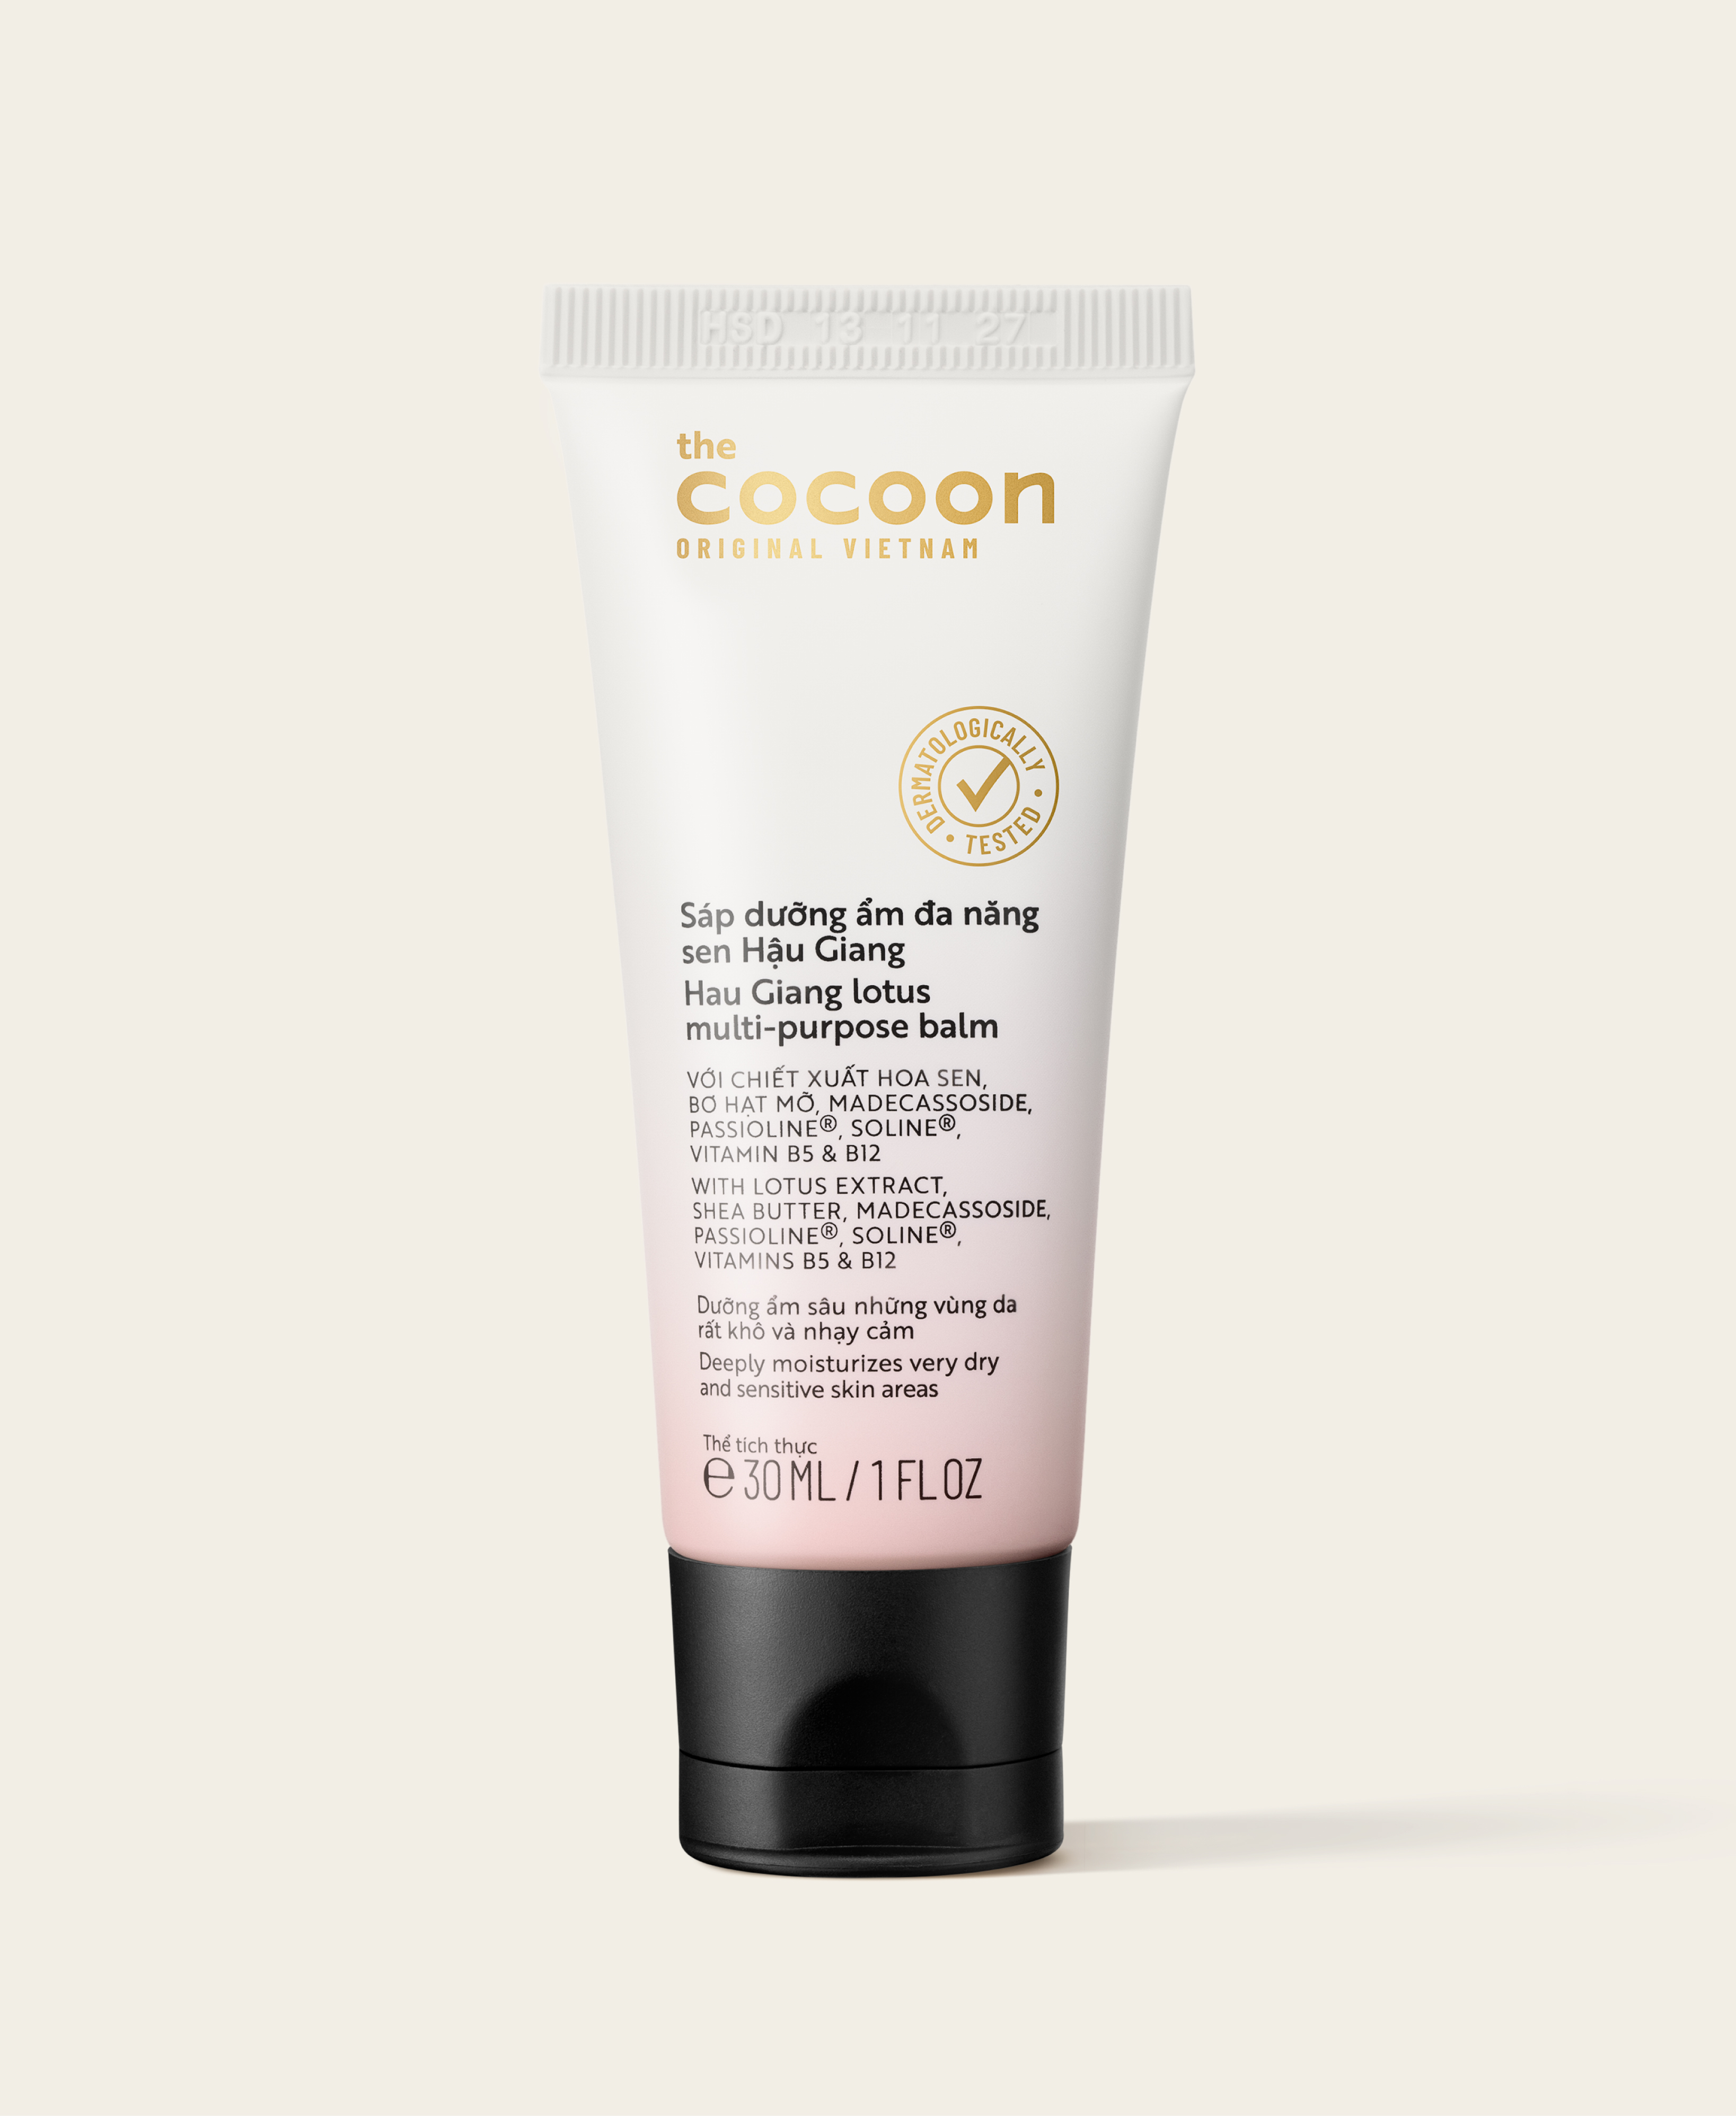 HSD 13 11 27
the
cocoon
ORIGINAL VIETNAM
DERMATOLOGICALLY • TESTED •
Sáp dưỡng ẩm đa năng
sen Hậu Giang
Hau Giang lotus
multi-purpose balm
VỚI CHIẾT XUẤT HOA SEN,
BƠ HẠT MỠ, MADECASSOSIDE,
PASSIOLINE®, SOLINE®,
VITAMIN B5 & B12
WITH LOTUS EXTRACT,
SHEA BUTTER, MADECASSOSIDE,
PASSIOLINE®, SOLINE®,
VITAMINS B5 & B12
Dưỡng ẩm sâu những vùng da
rất khô và nhạy cảm
Deeply moisturizes very dry
and sensitive skin areas
Thể tích thực
℮ 30 ML / 1 FL OZ